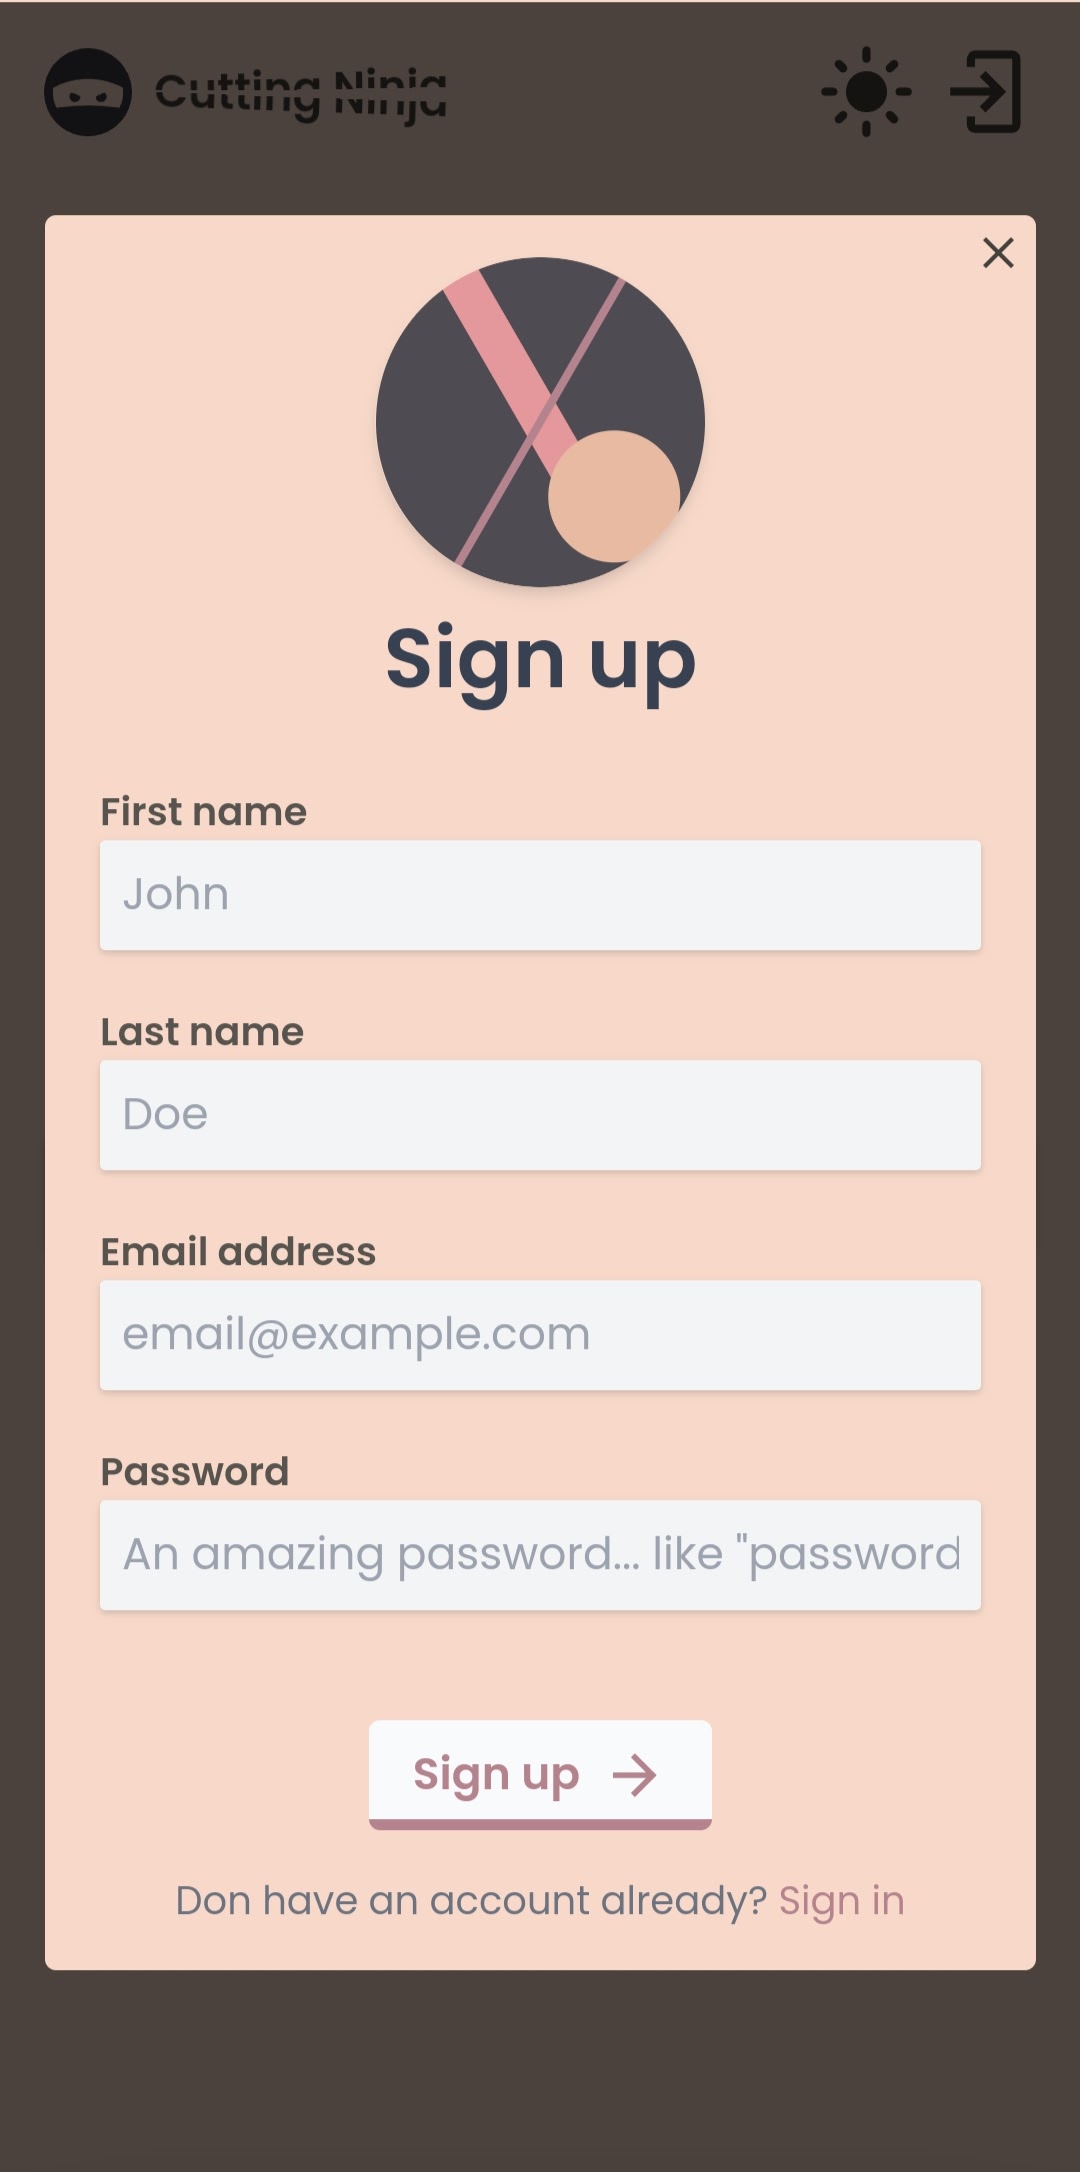 Cutting Ninja
Sign up
First name
John
Last name
Doe
Email address
email@example.com
Password
An amazing password... like "password
Sign up
Don have an account already? Sign in